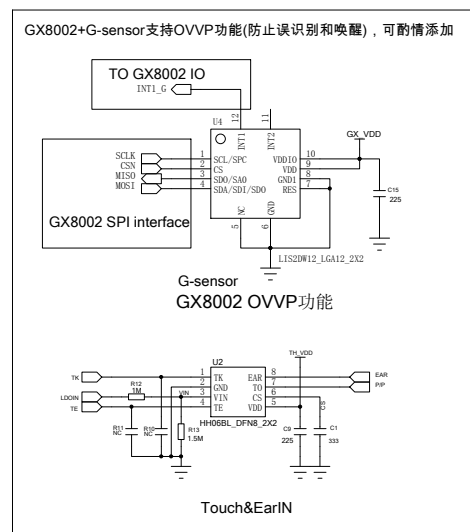 GX8002+G-sensor支持OVVP功能(防止误识别和唤醒)，可酌情添加
TO GX8002 IO
INT1_G
12
11
U4
INT1
INT2
GX_VDD
SCLK 1 SCL/SPC VDDIO 10
CSN 2 CS VDD 9
MISO 3 SDO/SAO GND1 8
MOSI 4 SDA/SDI/SDO RES 7
C15
225
GX8002 SPI interface
NC
GND
5
6
LIS2DW12_LGA12_2X2
G-sensor
GX8002 OVVP功能
U2
TH_VDD
TK 1 TK EAR 8 EAR
2 GND TO 7 P/P
LDOIN R12 1M VIN 3 VIN CS 6
TE 4 TE VDD 5
CS
HH06BL_DFN8_2X2
R11
NC
R10
NC
R13
1.5M
C9
225
C1
333
Touch&EarIN